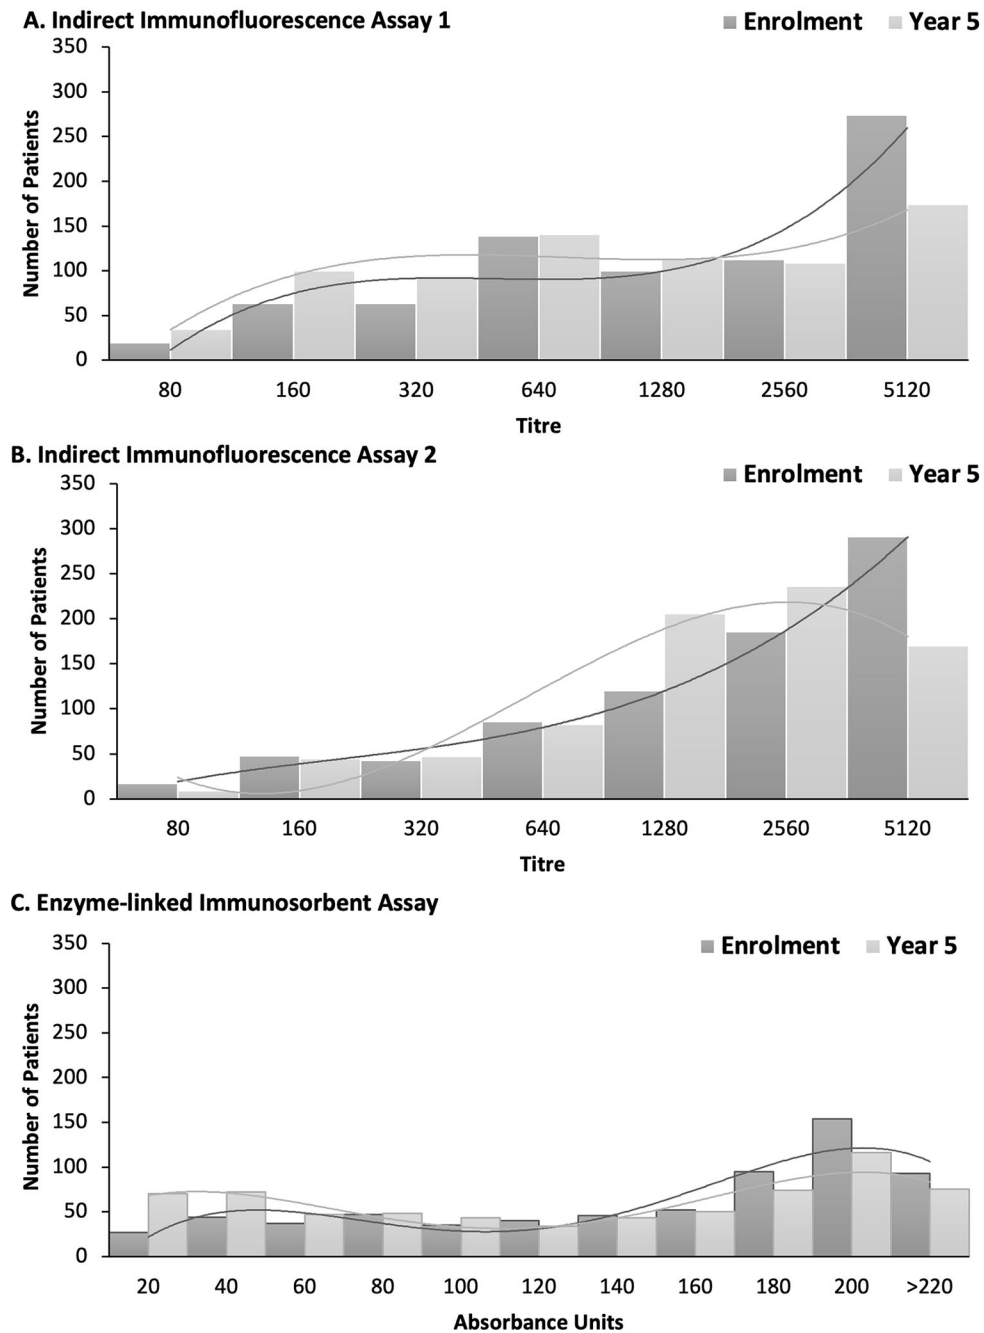 A. Indirect Immunofluorescence Assay 1
Enrolment Year 5
Number of Patients
350
300
250
200
150
100
50
0
80 160 320 640 1280 2560 5120
Titre
B. Indirect Immunofluorescence Assay 2
Enrolment Year 5
Number of Patients
350
300
250
200
150
100
50
0
80 160 320 640 1280 2560 5120
Titre
C. Enzyme-linked Immunosorbent Assay
Enrolment Year 5
Number of Patients
350
300
250
200
150
100
50
0
20 40 60 80 100 120 140 160 180 200 >220
Absorbance Units